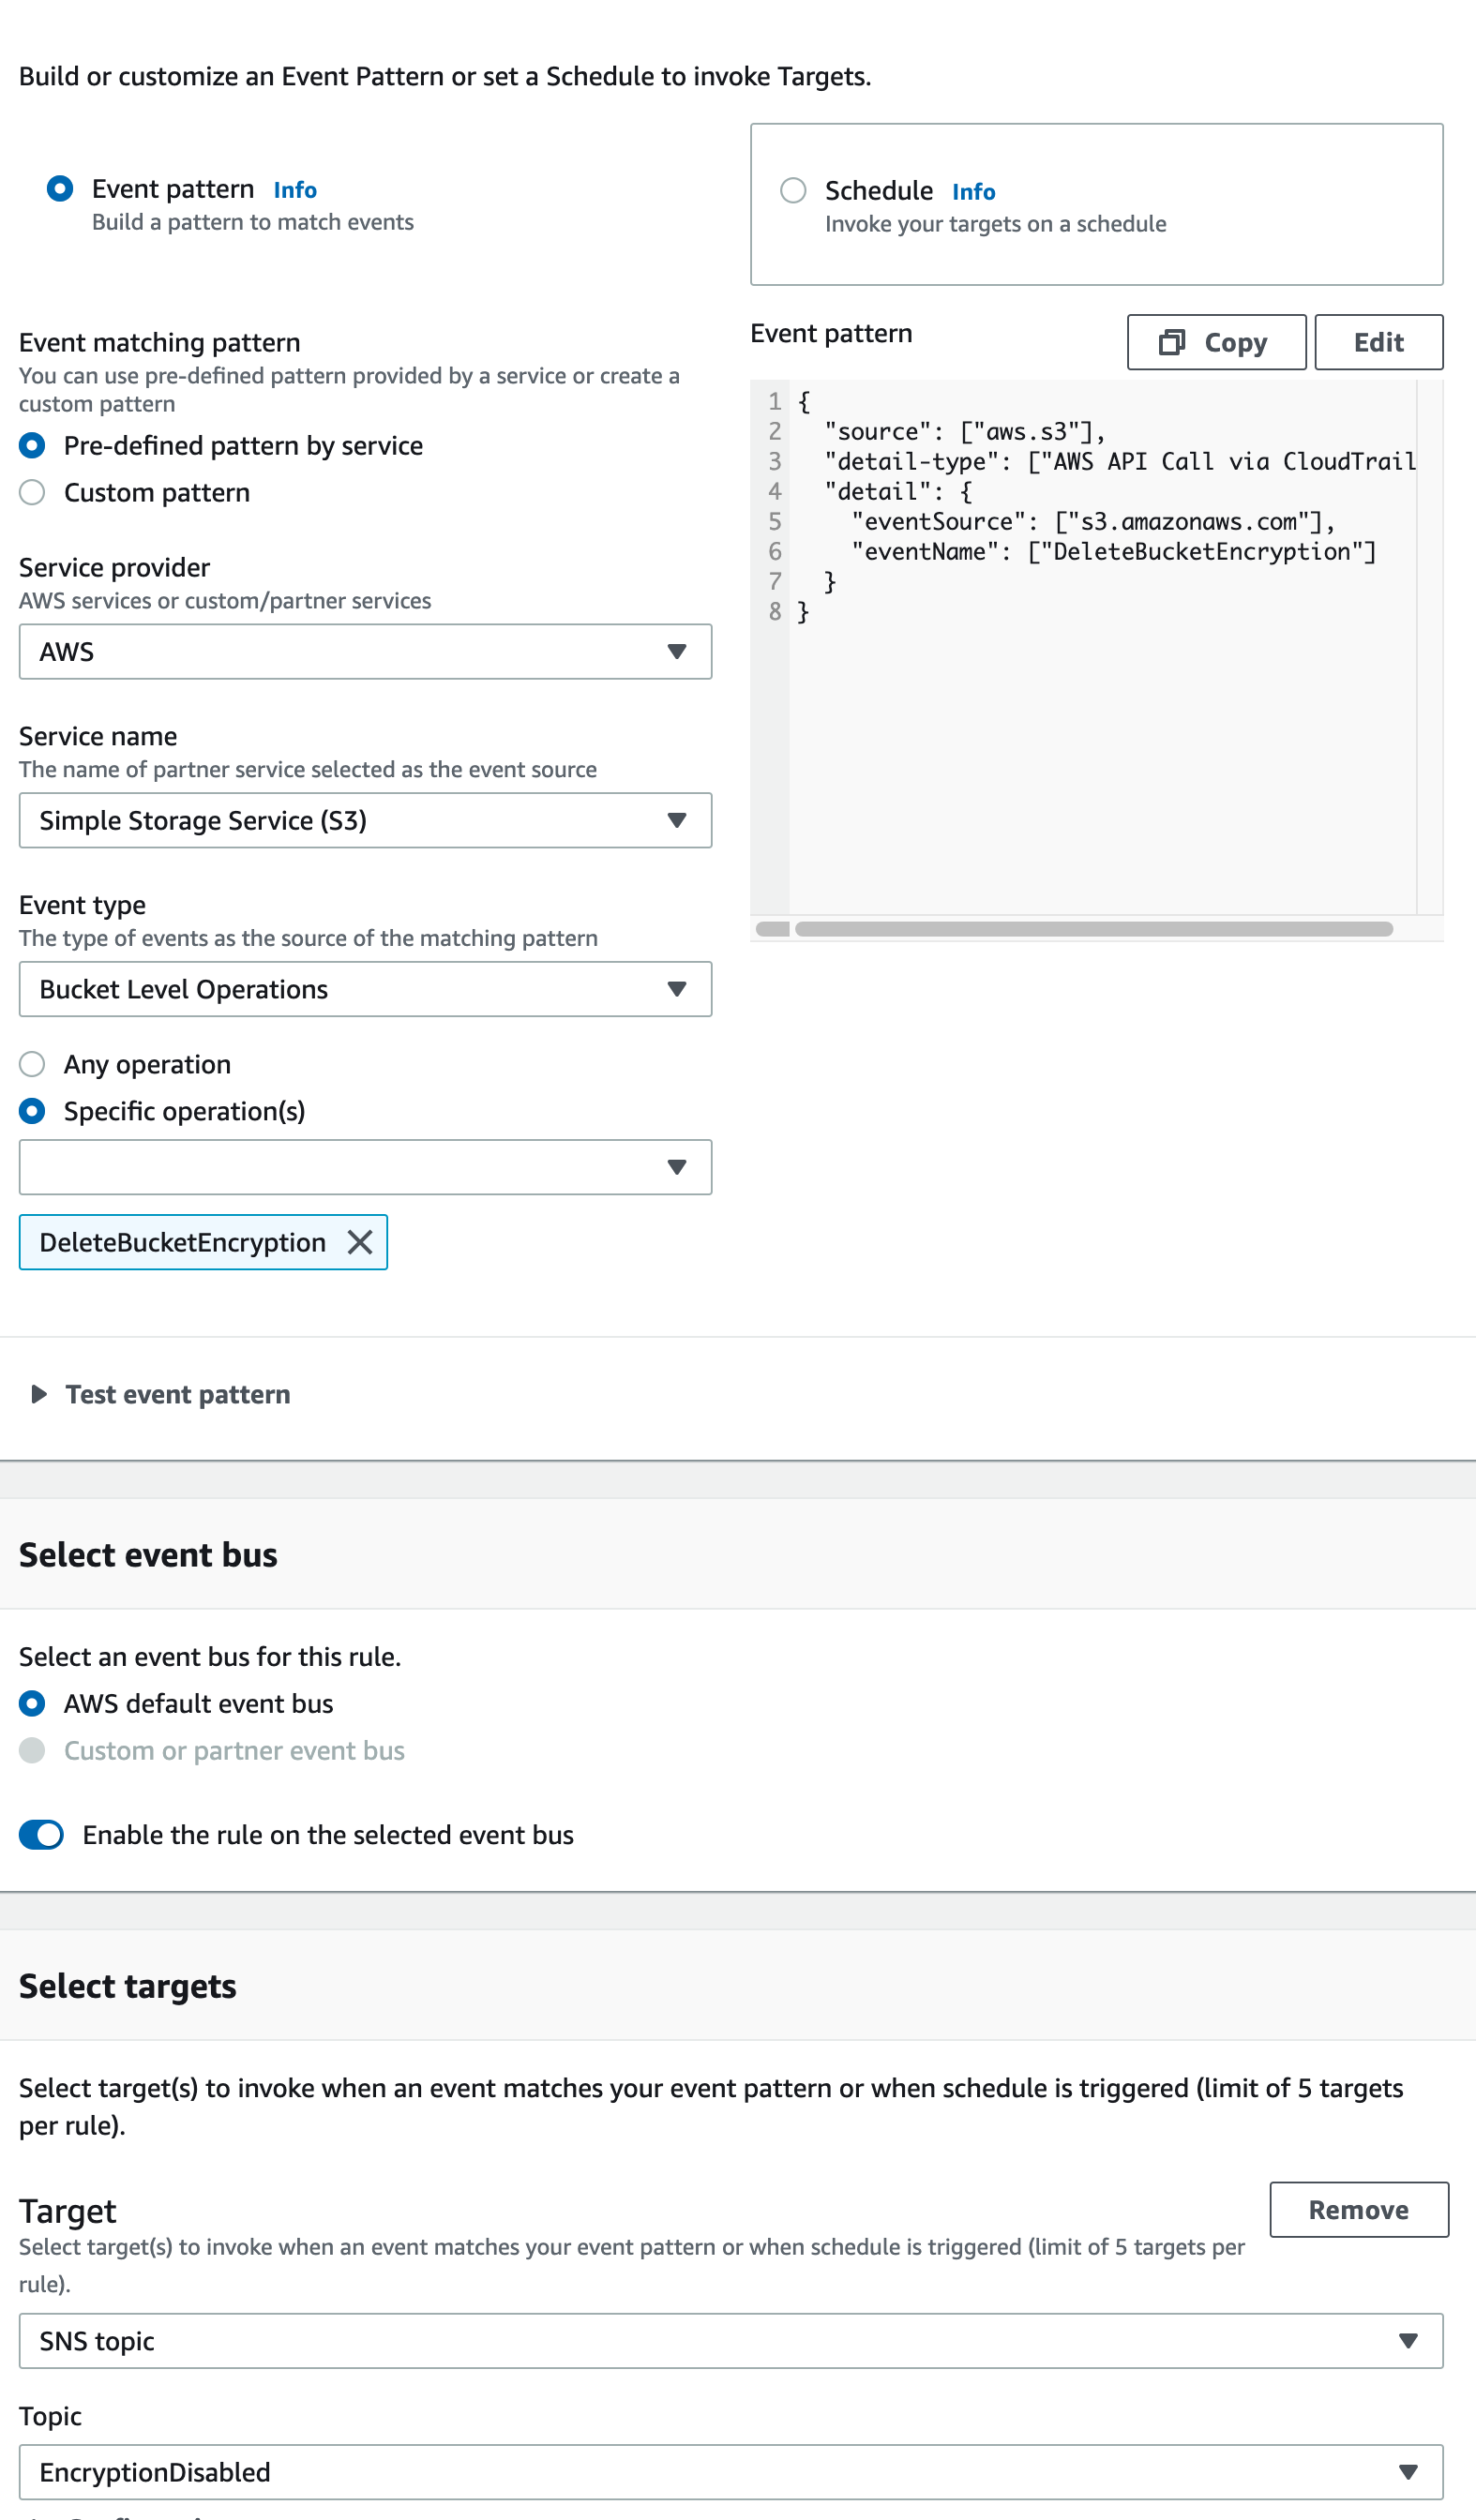 Build or customize an Event Pattern or set a Schedule to invoke Targets.
Event pattern Info
Build a pattern to match events
Schedule Info
Invoke your targets on a schedule
Event matching pattern
You can use pre-defined pattern provided by a service or create a
custom pattern
Pre-defined pattern by service
Custom pattern
Service provider
AWS services or custom/partner services
AWS
Service name
The name of partner service selected as the event source
Simple Storage Service (S3)
Event type
The type of events as the source of the matching pattern
Bucket Level Operations
Any operation
Specific operation(s)
DeleteBucketEncryption
Event pattern
Copy
Edit
1 {
2 "source": ["aws.s3"],
3 "detail-type": ["AWS API Call via CloudTrail
4 "detail": {
5 "eventSource": ["s3.amazonaws.com"],
6 "eventName": ["DeleteBucketEncryption"]
7 }
8 }
Test event pattern
Select event bus
Select an event bus for this rule.
AWS default event bus
Custom or partner event bus
Enable the rule on the selected event bus
Select targets
Select target(s) to invoke when an event matches your event pattern or when schedule is triggered (limit of 5 targets
per rule).
Target
Remove
Select target(s) to invoke when an event matches your event pattern or when schedule is triggered (limit of 5 targets per
rule).
SNS topic
Topic
EncryptionDisabled